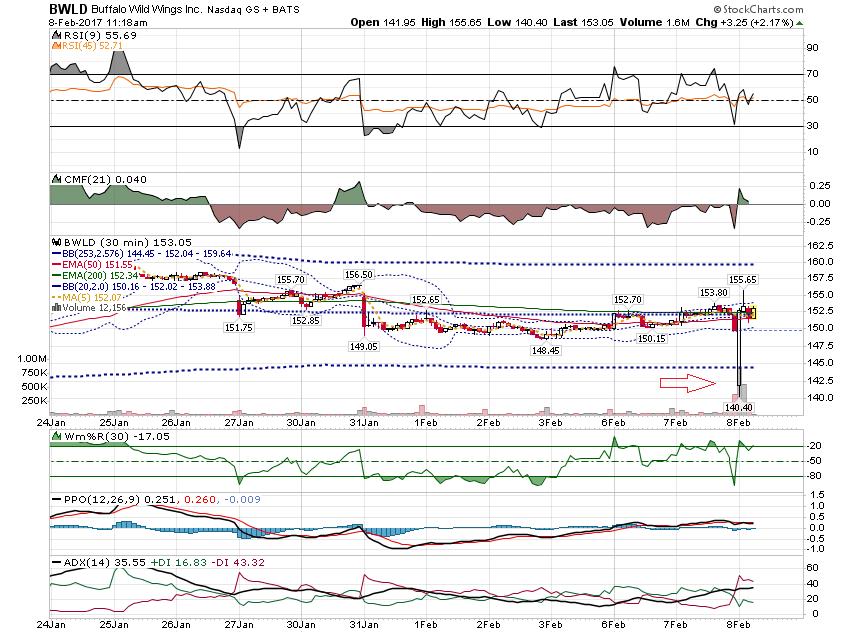 BWLD Buffalo Wild Wings Inc. Nasdaq GS + BATS © StockCharts.com
8-Feb-2017 11:18am Open 141.95 High 155.65 Low 140.40 Last 153.05 Volume 1.6M Chg +3.25 (+2.17%)
RSI(9) 55.69
RSI(45) 52.71
90
70
50
30
10
CMF(21) 0.040
0.25
0.00
-0.25
BWLD (30 min) 153.05
BB(253,2.576) 144.45 - 152.04 - 159.64
EMA(50) 151.55
EMA(200) 152.34
BB(20,2.0) 150.16 - 152.02 - 153.88
MA(5) 152.07
Volume 12,156
162.5
160.0
157.5
155.0
152.5
150.0
147.5
145.0
142.5
140.0
1.00M
750K
500K
250K
151.75
155.70
152.85
156.50
149.05
152.65
148.45
152.70
150.15
153.80
155.65
140.40
24Jan 25Jan 26Jan 27Jan 30Jan 31Jan 1Feb 2Feb 3Feb 6Feb 7Feb 8Feb
Wm%R(30) -17.05
-20
-50
-80
PPO(12,26,9) 0.251, 0.260, -0.009
1.5
1.0
0.5
0.0
-0.5
-1.0
ADX(14) 35.55 +DI 16.83 -DI 43.32
60
40
20
0
24Jan 25Jan 26Jan 27Jan 30Jan 31Jan 1Feb 2Feb 3Feb 6Feb 7Feb 8Feb